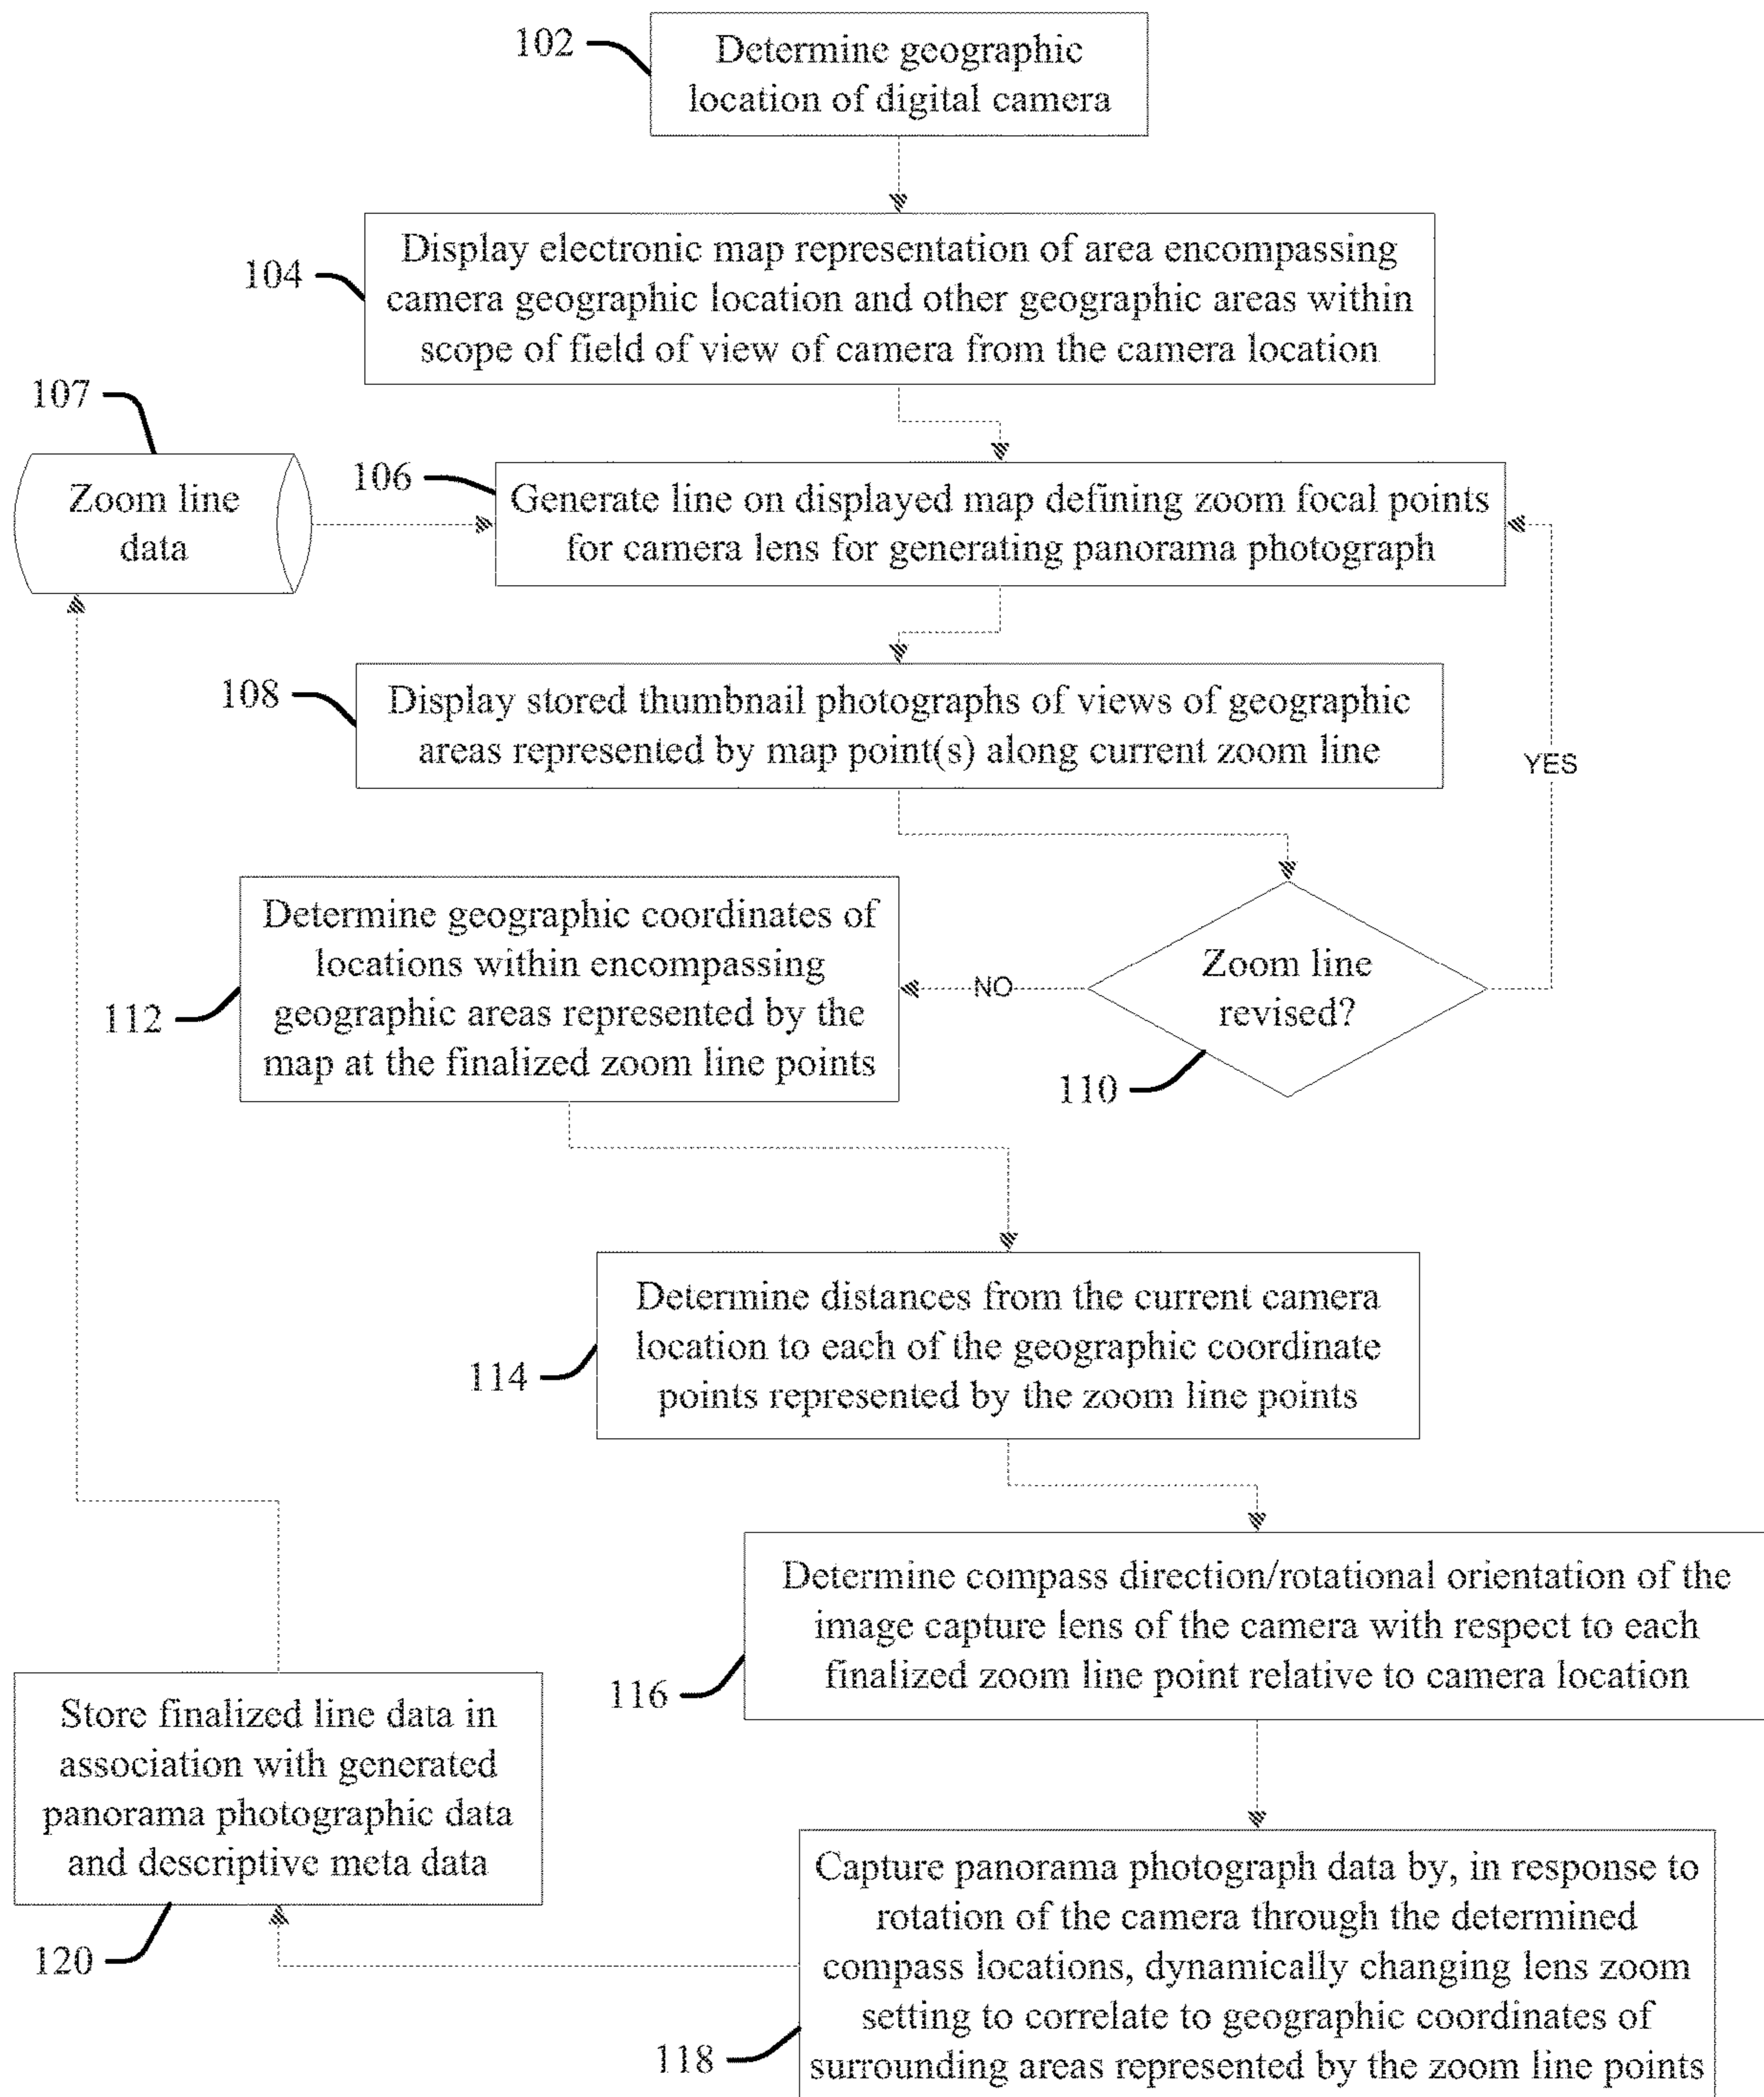 102
Determine geographic
location of digital camera
104
Display electronic map representation of area encompassing
camera geographic location and other geographic areas within
scope of field of view of camera from the camera location
107
Zoom line
data
106
Generate line on displayed map defining zoom focal points
for camera lens for generating panorama photograph
108
Display stored thumbnail photographs of views of geographic
areas represented by map point(s) along current zoom line
YES
Zoom line
revised?
110
NO
Determine geographic coordinates of
locations within encompassing
geographic areas represented by the
map at the finalized zoom line points
112
Determine distances from the current camera
location to each of the geographic coordinate
points represented by the zoom line points
114
Determine compass direction/rotational orientation of the
image capture lens of the camera with respect to each
finalized zoom line point relative to camera location
116
Capture panorama photograph data by, in response to
rotation of the camera through the determined
compass locations, dynamically changing lens zoom
setting to correlate to geographic coordinates of
surrounding areas represented by the zoom line points
118
Store finalized line data in
association with generated
panorama photographic data
and descriptive meta data
120